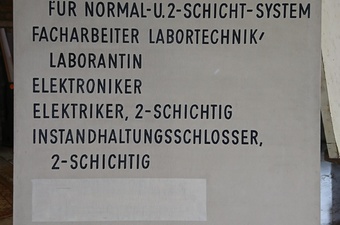 FÜR NORMAL-U.2-SCHICHT-SYSTEM
FACHARBEITER LABORTECHNIK/
LABORANTIN
ELEKTRONIKER
ELEKTRIKER, 2-SCHICHTIG
INSTANDHALTUNGSSCHLOSSER,
2-SCHICHTIG